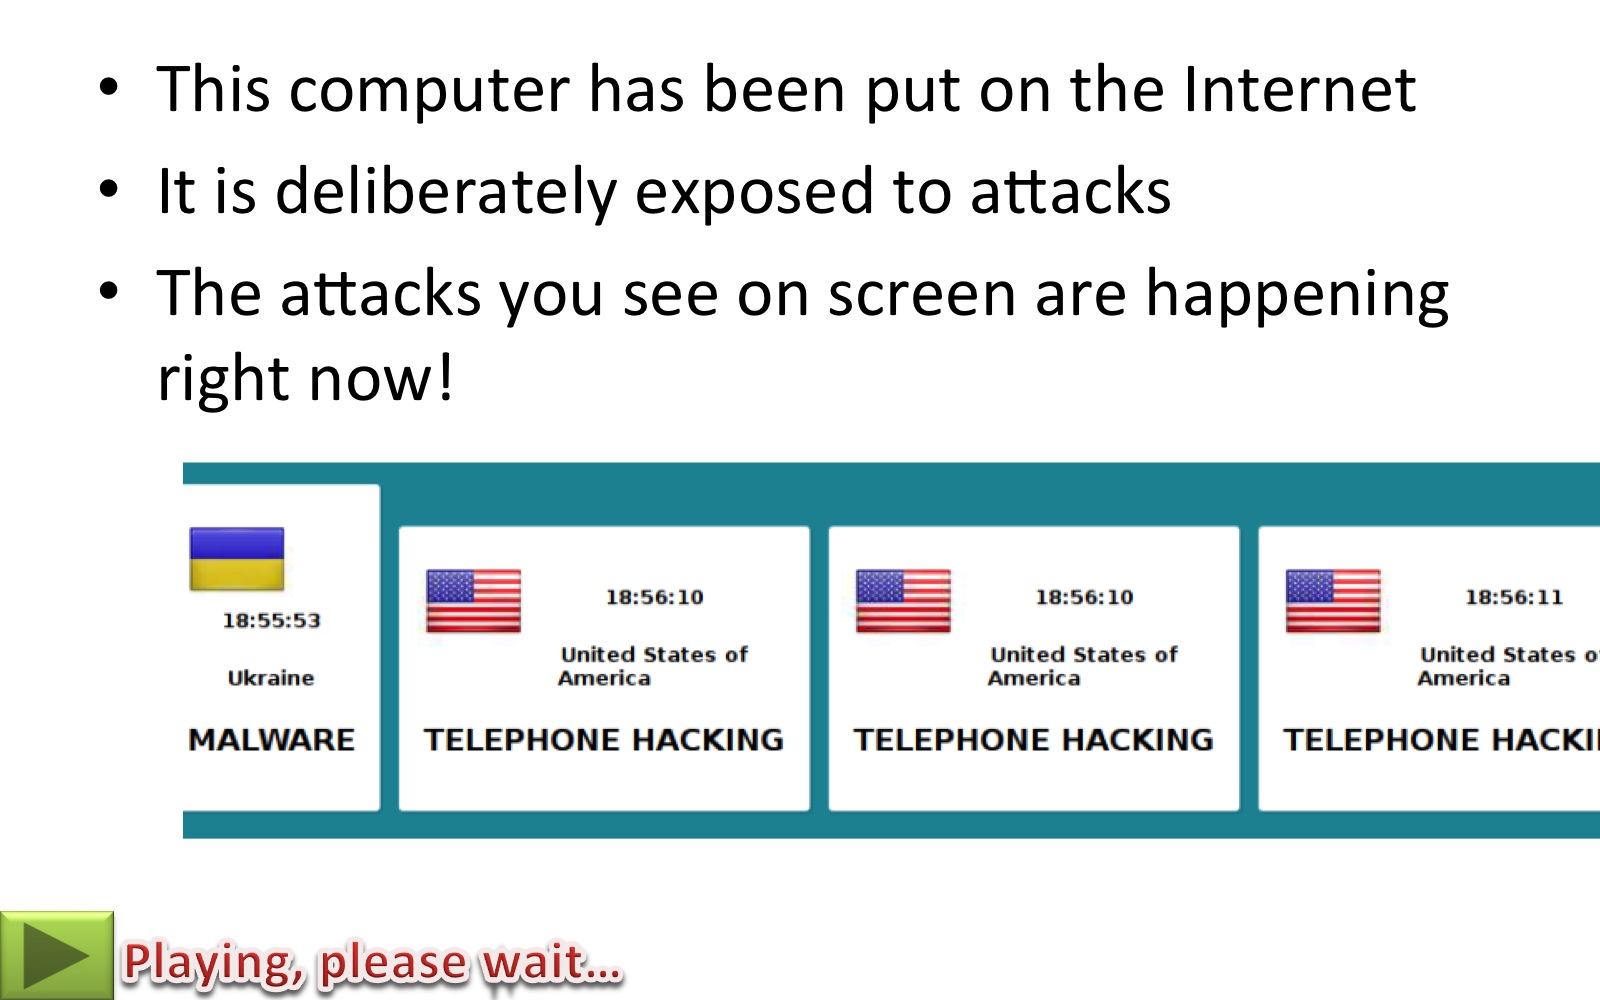 • This computer has been put on the Internet
• It is deliberately exposed to attacks
• The attacks you see on screen are happening
right now!
18:55:53
Ukraine
MALWARE
18:56:10
United States of
America
TELEPHONE HACKING
18:56:10
United States of
America
TELEPHONE HACKING
18:56:11
United States
America
TELEPHONE
Playing, please wait...